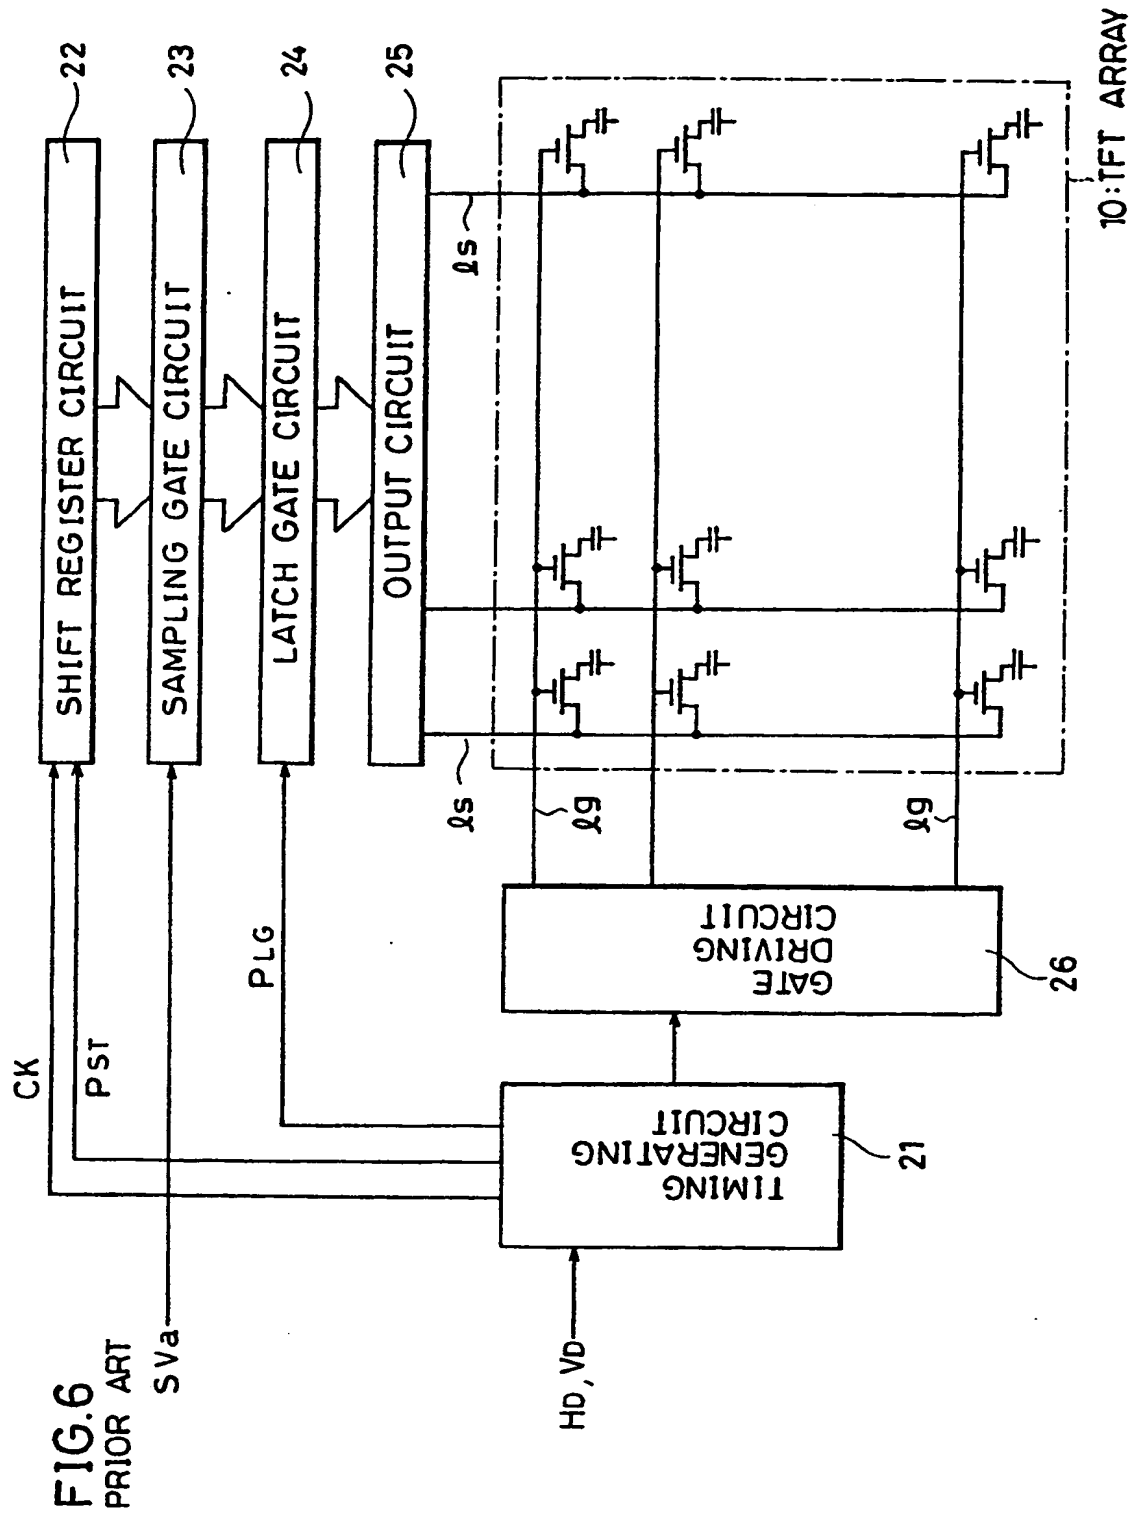 FIG.6
PRIOR ART
CK
PST
SVa
PLG
HD, VD
SHIFT REGISTER CIRCUIT
22
SAMPLING GATE CIRCUIT
23
LATCH GATE CIRCUIT
24
OUTPUT CIRCUIT
25
TIMING
GENERATING
CIRCUIT
21
GATE
DRIVING
CIRCUIT
26
ℓs
ℓs
ℓg
ℓg
10:TFT ARRAY